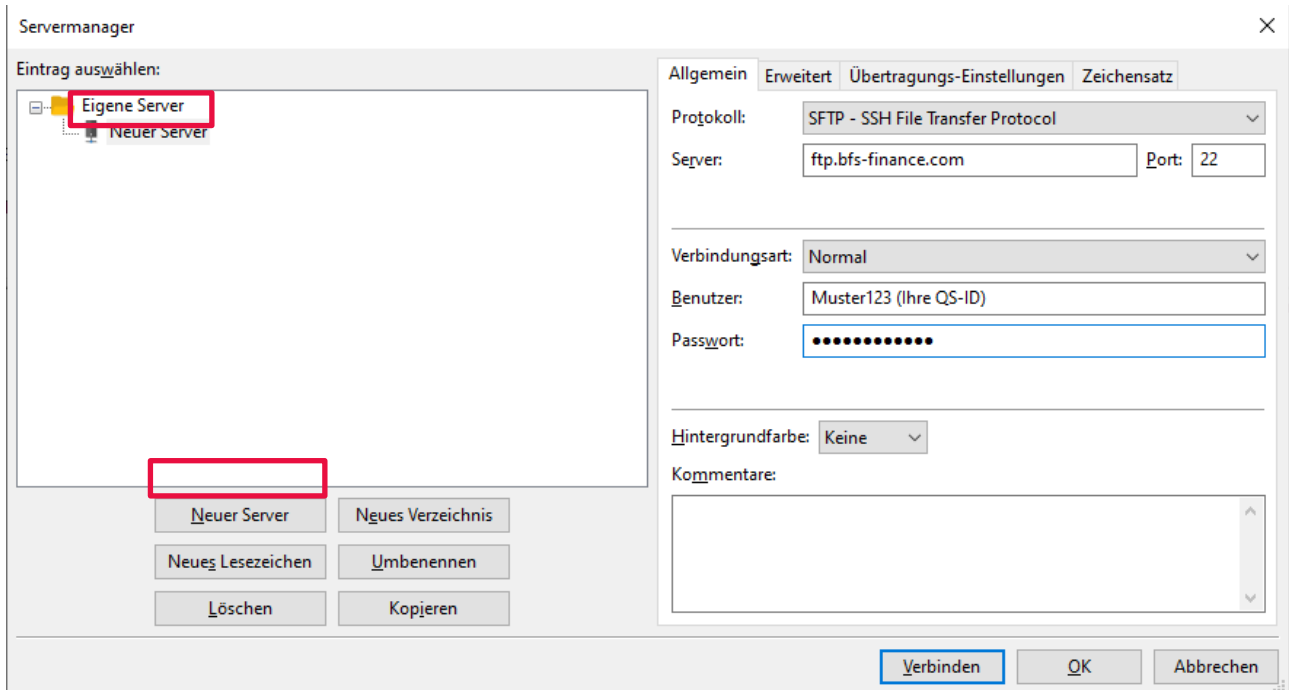 Servermanager
Eintrag auswählen:
Eigene Server
Neuer Server
Neuer Server
Neues Verzeichnis
Neues Lesezeichen
Umbenennen
Löschen
Kopieren
Allgemein
Erweitert
Übertragungs-Einstellungen
Zeichensatz
Protokoll:
SFTP - SSH File Transfer Protocol
Server:
ftp.bfs-finance.com
Port:
22
Verbindungsart:
Normal
Benutzer:
Muster123 (Ihre QS-ID)
Passwort:
••••••••••••
Hintergrundfarbe:
Keine
Kommentare:
Verbinden
OK
Abbrechen